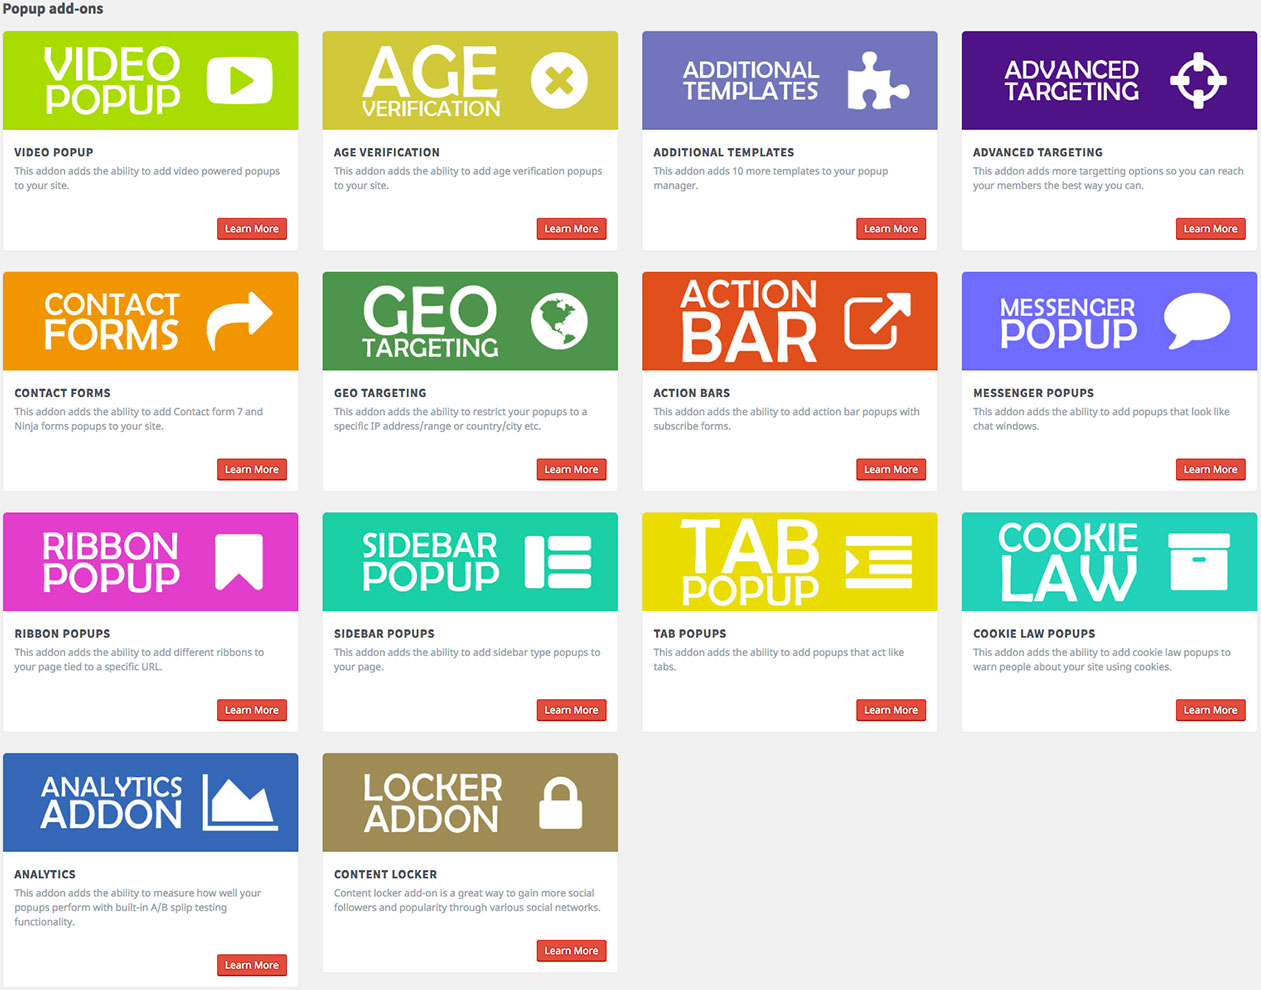 Popup add-ons
VIDEO
POPUP
VIDEO POPUP
This addon adds the ability to add video powered popups
to your site.
Learn More
AGE
VERIFICATION
AGE VERIFICATION
This addon adds the ability to add age verification popups
to your site.
Learn More
ADDITIONAL
TEMPLATES
ADDITIONAL TEMPLATES
This addon adds 10 more templates to your popup
manager.
Learn More
ADVANCED
TARGETING
ADVANCED TARGETING
This addon adds more targetting options so you can reach
your members the best way you can.
Learn More
CONTACT
FORMS
CONTACT FORMS
This addon adds the ability to add Contact form 7 and
Ninja forms popups to your site.
Learn More
GEO
TARGETING
GEO TARGETING
This addon adds the ability to restrict your popups to a
specific IP address/range or country/city etc.
Learn More
ACTION
BAR
ACTION BARS
This addon adds the ability to add action bar popups with
subscribe forms.
Learn More
MESSENGER
POPUP
MESSENGER POPUPS
This addon adds the ability to add popups that look like
chat windows.
Learn More
RIBBON
POPUP
RIBBON POPUPS
This addon adds the ability to add different ribbons to
your page tied to a specific URL.
Learn More
SIDEBAR
POPUP
SIDEBAR POPUPS
This addon adds the ability to add sidebar type popups to
your page.
Learn More
TAB
POPUP
TAB POPUPS
This addon adds the ability to add popups that act like
tabs.
Learn More
COOKIE
LAW
COOKIE LAW POPUPS
This addon adds the ability to add cookie law popups to
warn people about your site using cookies.
Learn More
ANALYTICS
ADDON
ANALYTICS
This addon adds the ability to measure how well your
popups perform with built-in A/B splip testing
functionality.
Learn More
LOCKER
ADDON
CONTENT LOCKER
Content locker add-on is a great way to gain more social
followers and popularity through various social networks.
Learn More